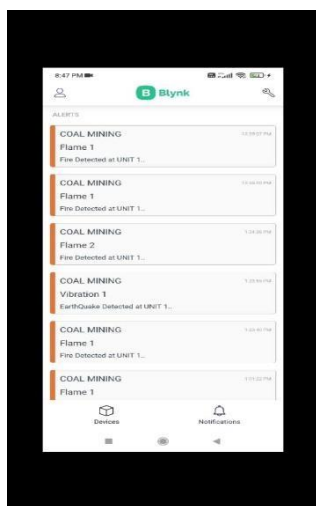 8:47 PM
B Blynk
ALERTS
COAL MINING
Flame 1
Fire Detected at UNIT 1...
COAL MINING
Flame 1
Fire Detected at UNIT 1...
COAL MINING
Flame 2
Fire Detected at UNIT 1...
COAL MINING
Vibration 1
EarthQuake Detected at UNIT 1...
COAL MINING
Flame 1
Fire Detected at UNIT 1...
COAL MINING
Flame 1
Devices
Notifications